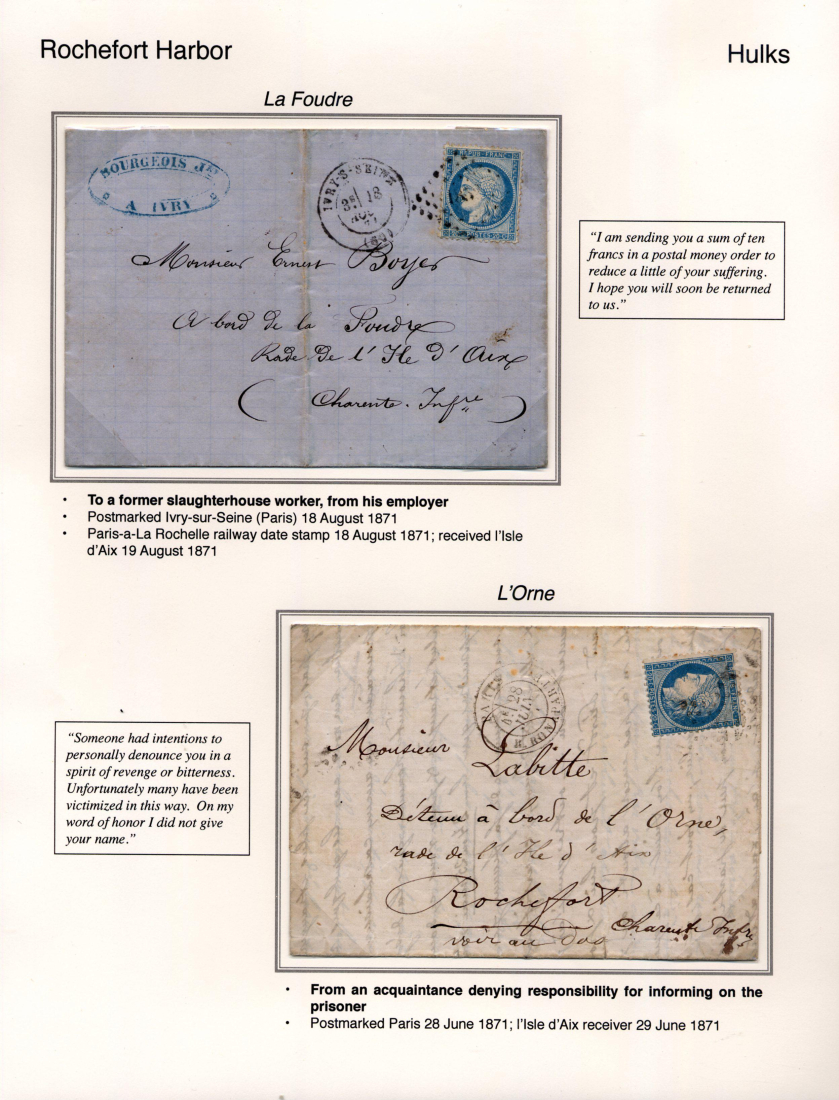 Rochefort Harbor
Hulks
La Foudre
BOURGEOIS Jne
A IVRY
IVRY-S-SEINE
18
(60)
REPUB. FRANC.
POSTES
Monsieur Ernest Boyer
A bord de la Foudre
Rade de l'Ile d'Aix
( Charente. Infre )
“I am sending you a sum of ten
francs in a postal money order to
reduce a little of your suffering.
I hope you will soon be returned
to us.”
• To a former slaughterhouse worker, from his employer
• Postmarked Ivry-sur-Seine (Paris) 18 August 1871
• Paris-a-La Rochelle railway date stamp 18 August 1871; received l'Isle
d'Aix 19 August 1871
L'Orne
28
Monsieur
Labitte
Détenu à bord de l'Orne,
rade de l'Ile d'Aix
Rochefort
Charente Infre
voir au dos
“Someone had intentions to
personally denounce you in a
spirit of revenge or bitterness.
Unfortunately many have been
victimized in this way. On my
word of honor I did not give
your name.”
• From an acquaintance denying responsibility for informing on the
prisoner
• Postmarked Paris 28 June 1871; l'Isle d'Aix receiver 29 June 1871